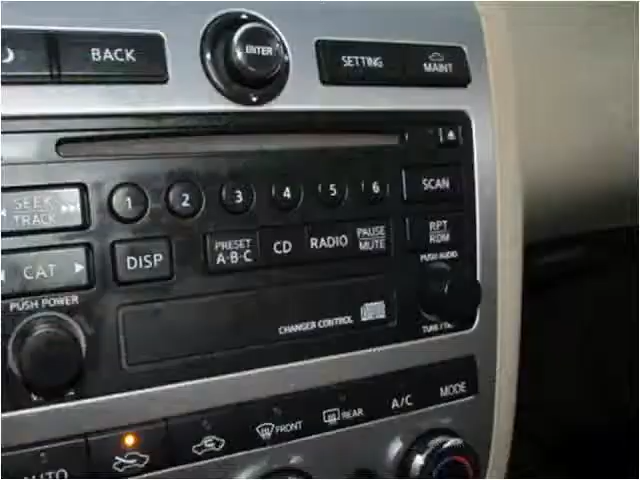 BACK
ENTER
SETTING
MAINT
SEEK
TRACK
1 2 3 4 5 6
SCAN
CAT
DISP
PRESET
A·B·C
CD
RADIO
PAUSE
MUTE
RPT
RDM
PUSH AUDIO
PUSH POWER
CHANGER CONTROL
AUTO
FRONT
REAR
A/C
MODE